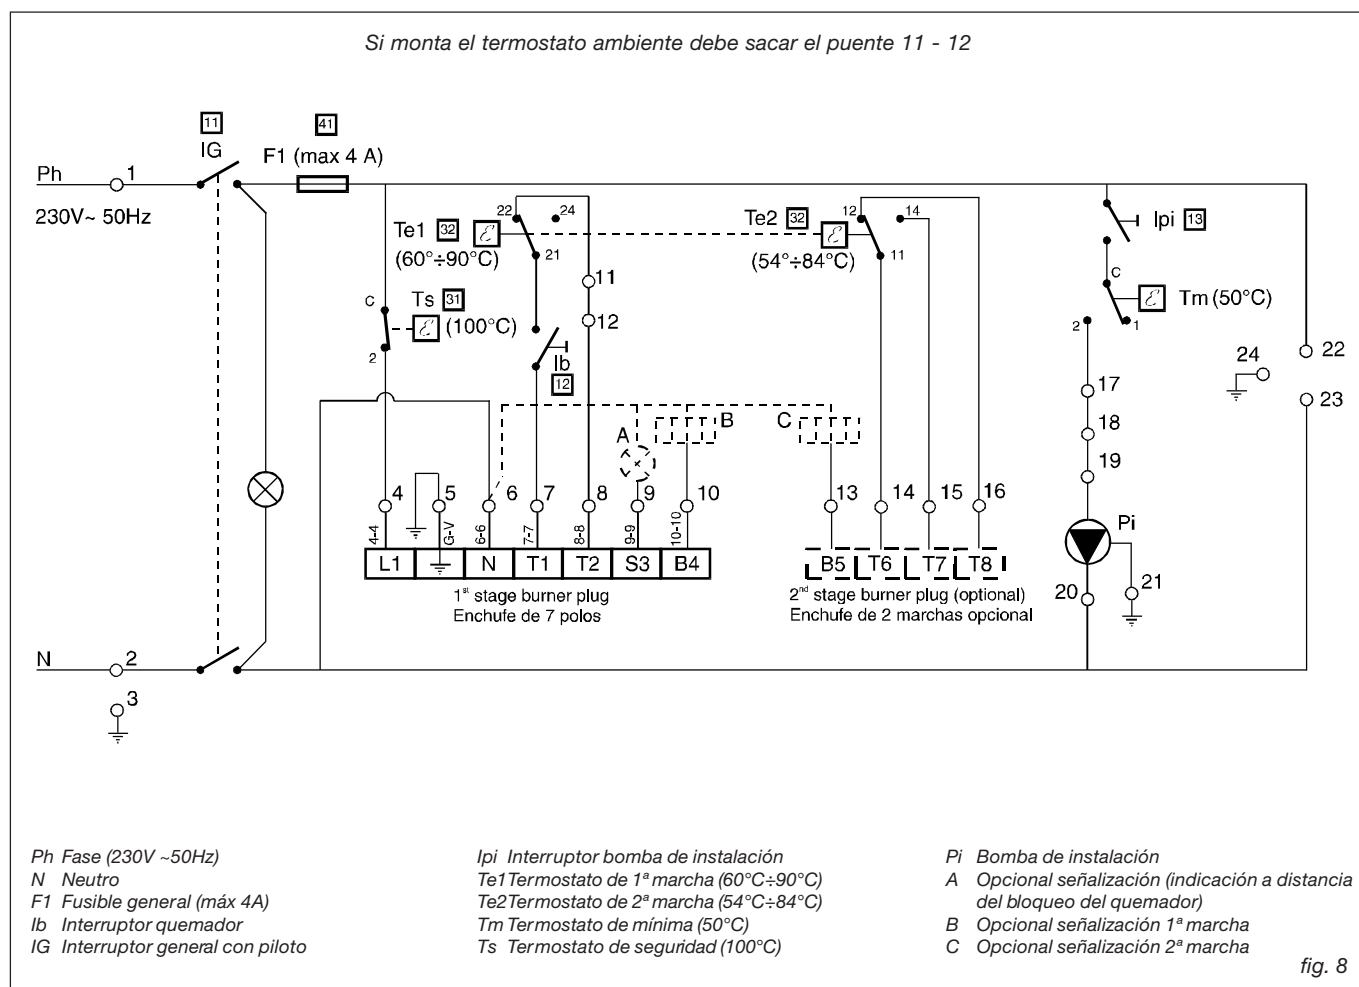 Si monta el termostato ambiente debe sacar el puente 11 - 12
11
IG
41
F1 (max 4 A)
Ph
1
230V~ 50Hz
22
24
Te1 32
ℰ
(60°÷90°C)
21
11
12
Te2 32
ℰ
(54°÷84°C)
12
14
11
Ipi 13
C
ℰ
Tm (50°C)
2
1
C
Ts 31
ℰ
(100°C)
2
Ib
12
24
22
23
17
18
19
A
B
C
4
5
6
7
8
9
10
13
14
15
16
4-4
G-V
6-6
7-7
8-8
9-9
10-10
L1
N
T1
T2
S3
B4
B5
T6
T7
T8
1st stage burner plug
Enchufe de 7 polos
2nd stage burner plug (optional)
Enchufe de 2 marchas opcional
Pi
20
21
N
2
3
Ph Fase (230V ~50Hz)
N Neutro
F1 Fusible general (máx 4A)
Ib Interruptor quemador
IG Interruptor general con piloto
Ipi Interruptor bomba de instalación
Te1 Termostato de 1ª marcha (60°C÷90°C)
Te2 Termostato de 2ª marcha (54°C÷84°C)
Tm Termostato de mínima (50°C)
Ts Termostato de seguridad (100°C)
Pi Bomba de instalación
A Opcional señalización (indicación a distancia
del bloqueo del quemador)
B Opcional señalización 1ª marcha
C Opcional señalización 2ª marcha
fig. 8